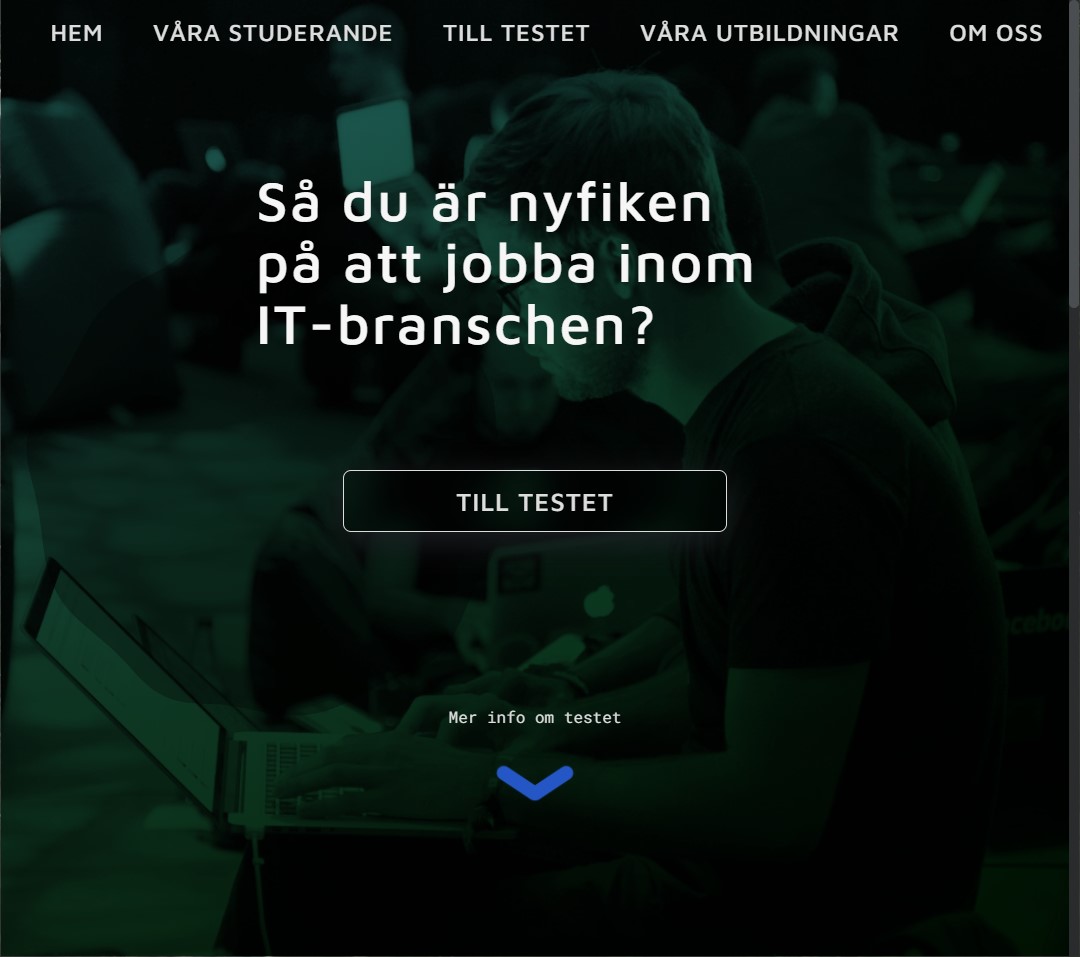 HEM VÅRA STUDERANDE TILL TESTET VÅRA UTBILDNINGAR OM OSS
Så du är nyfiken
på att jobba inom
IT-branschen?
TILL TESTET
Mer info om testet